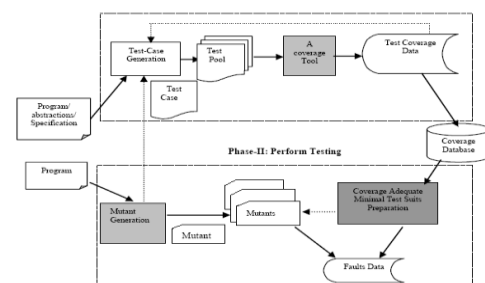 Test-Case
Generation
Test
Pool
A
coverage
Tool
Test Coverage
Data
Test
Case
Program/
abstractions/
Specification
Coverage
Database
Phase-II: Perform Testing
Program
Mutant
Generation
Mutant
Mutants
Coverage Adequate
Minimal Test Suits
Preparation
Faults Data